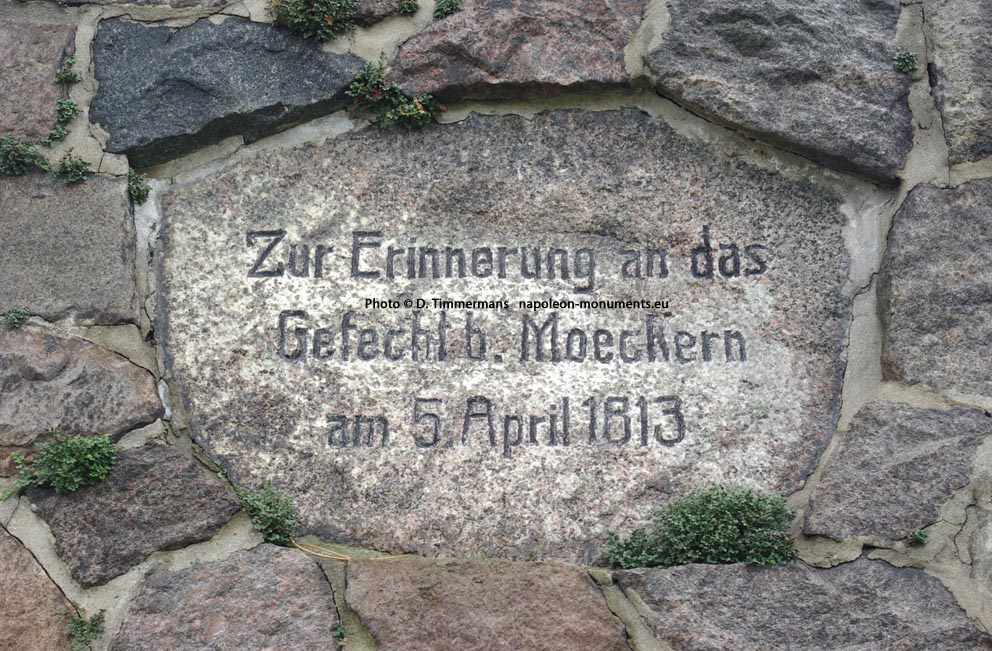 Zur Erinnerung an das
Photo © D. Timmermans napoleon-monuments.eu
Gefecht b. Moeckern
am 5 April 1813